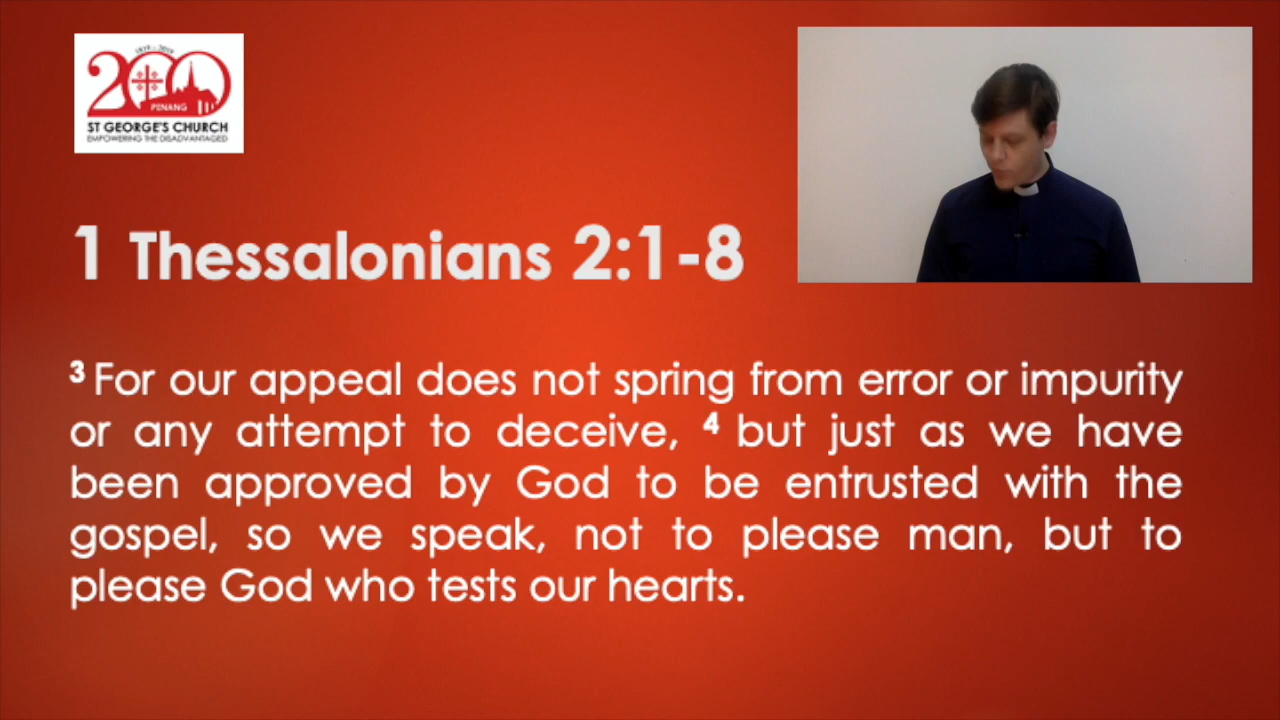 1819 - 2019
200
PENANG
ST GEORGE'S CHURCH
EMPOWERING THE DISADVANTAGED
1 Thessalonians 2:1-8
3 For our appeal does not spring from error or impurity
or any attempt to deceive, 4 but just as we have
been approved by God to be entrusted with the
gospel, so we speak, not to please man, but to
please God who tests our hearts.